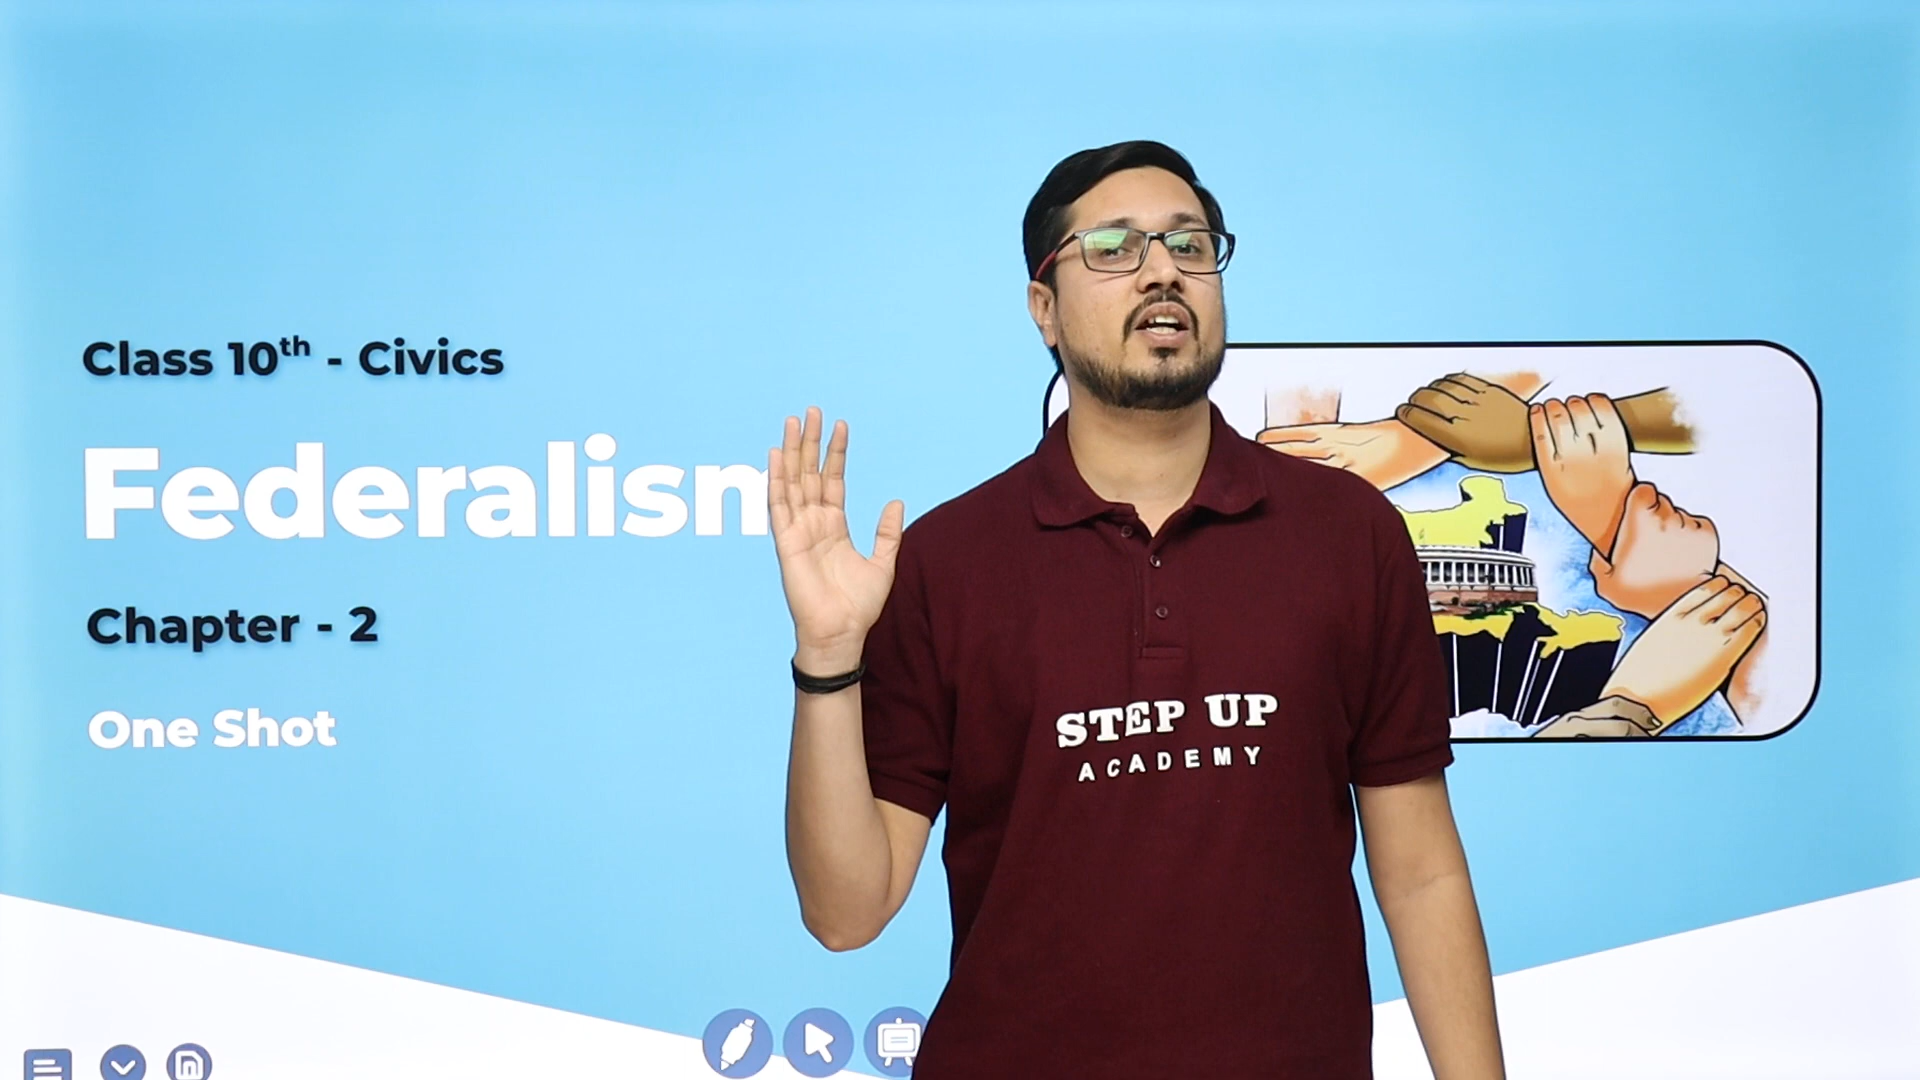 Class 10th - Civics
Federalism
Chapter - 2
One Shot
STEP UP
ACADEMY